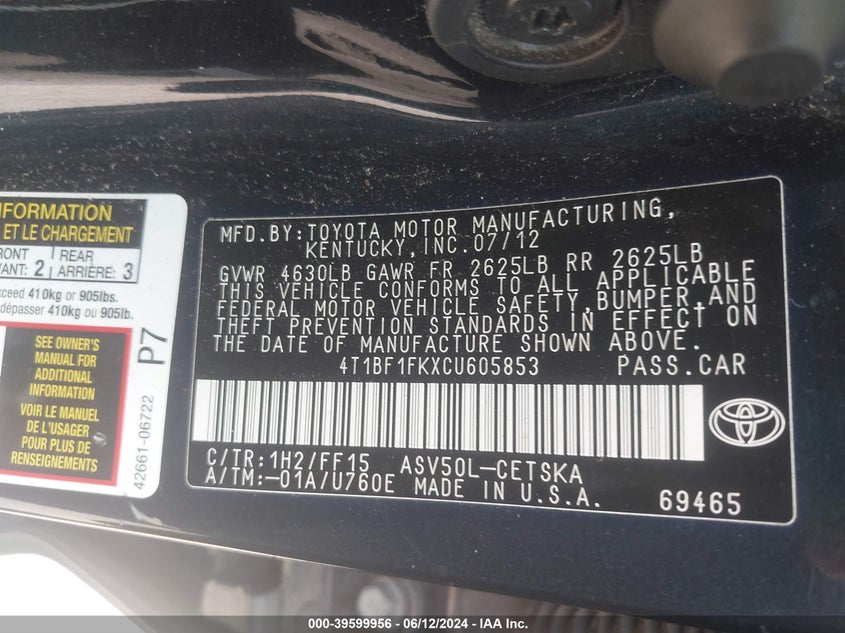 NFORMATION
ET LE CHARGEMENT
RONT
REAR
VANT: 2
ARRIÈRE: 3
xceed 410kg or 905lbs.
dépasser 410kg ou 905lb.
SEE OWNER'S
MANUAL FOR
ADDITIONAL
INFORMATION
VOIR LE MANUEL
DE L'USAGER
POUR PLUS DE
RENSEIGNEMENTS
P7
42661-06722
MFD.BY:TOYOTA MOTOR MANUFACTURING,
KENTUCKY,INC.07/12
GVWR 4630LB GAWR FR 2625LB RR 2625LB
THIS VEHICLE CONFORMS TO ALL APPLICABLE
FEDERAL MOTOR VEHICLE SAFETY,BUMPER,AND
THEFT PREVENTION STANDARDS IN EFFECT ON
THE DATE OF MANUFACTURE SHOWN ABOVE.
4T1BF1FKXCU605853 PASS.CAR
C/TR:1H2/FF15 ASV50L-CETSKA
A/TM:-01A/U760E MADE IN U.S.A.
69465
000-39599956 - 06/12/2024 - IAA Inc.